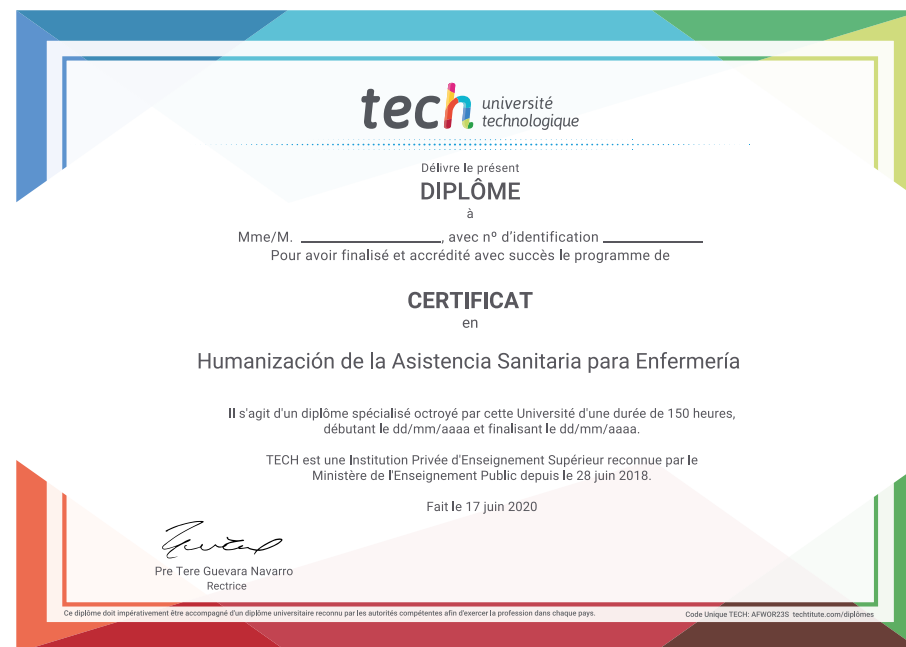 tech université
technologique
Délivre le présent
DIPLÔME
à
Mme/M. ____________________, avec nº d'identification ______________
Pour avoir finalisé et accrédité avec succès le programme de
CERTIFICAT
en
Humanización de la Asistencia Sanitaria para Enfermería
Il s'agit d'un diplôme spécialisé octroyé par cette Université d'une durée de 150 heures,
débutant le dd/mm/aaaa et finalisant le dd/mm/aaaa.
TECH est une Institution Privée d'Enseignement Supérieur reconnue par le
Ministère de l'Enseignement Public depuis le 28 juin 2018.
Fait le 17 juin 2020
Pre Tere Guevara Navarro
Rectrice
Ce diplôme doit impérativement être accompagné d'un diplôme universitaire reconnu par les autorités compétentes afin d'exercer la profession dans chaque pays.
Code Unique TECH: AFWOR23S techtitute.com/diplômes